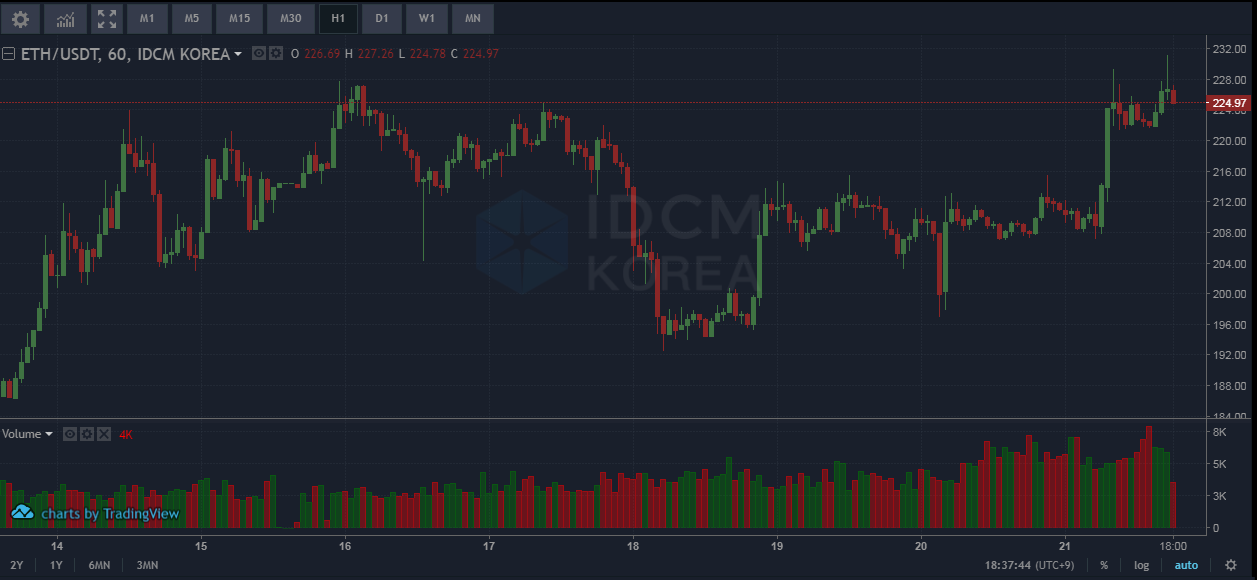 M1 M5 M15 M30 H1 D1 W1 MN
ETH/USDT, 60, IDCM KOREA O 226.69 H 227.26 L 224.78 C 224.97
232.00
228.00
224.97
224.00
220.00
216.00
212.00
208.00
204.00
200.00
196.00
192.00
188.00
184.00
IDCM
KOREA
Volume 4K
8K
5K
3K
0
charts by TradingView
14 15 16 17 18 19 20 21 18:00
2Y 1Y 6MN 3MN 18:37:44 (UTC+9) % log auto